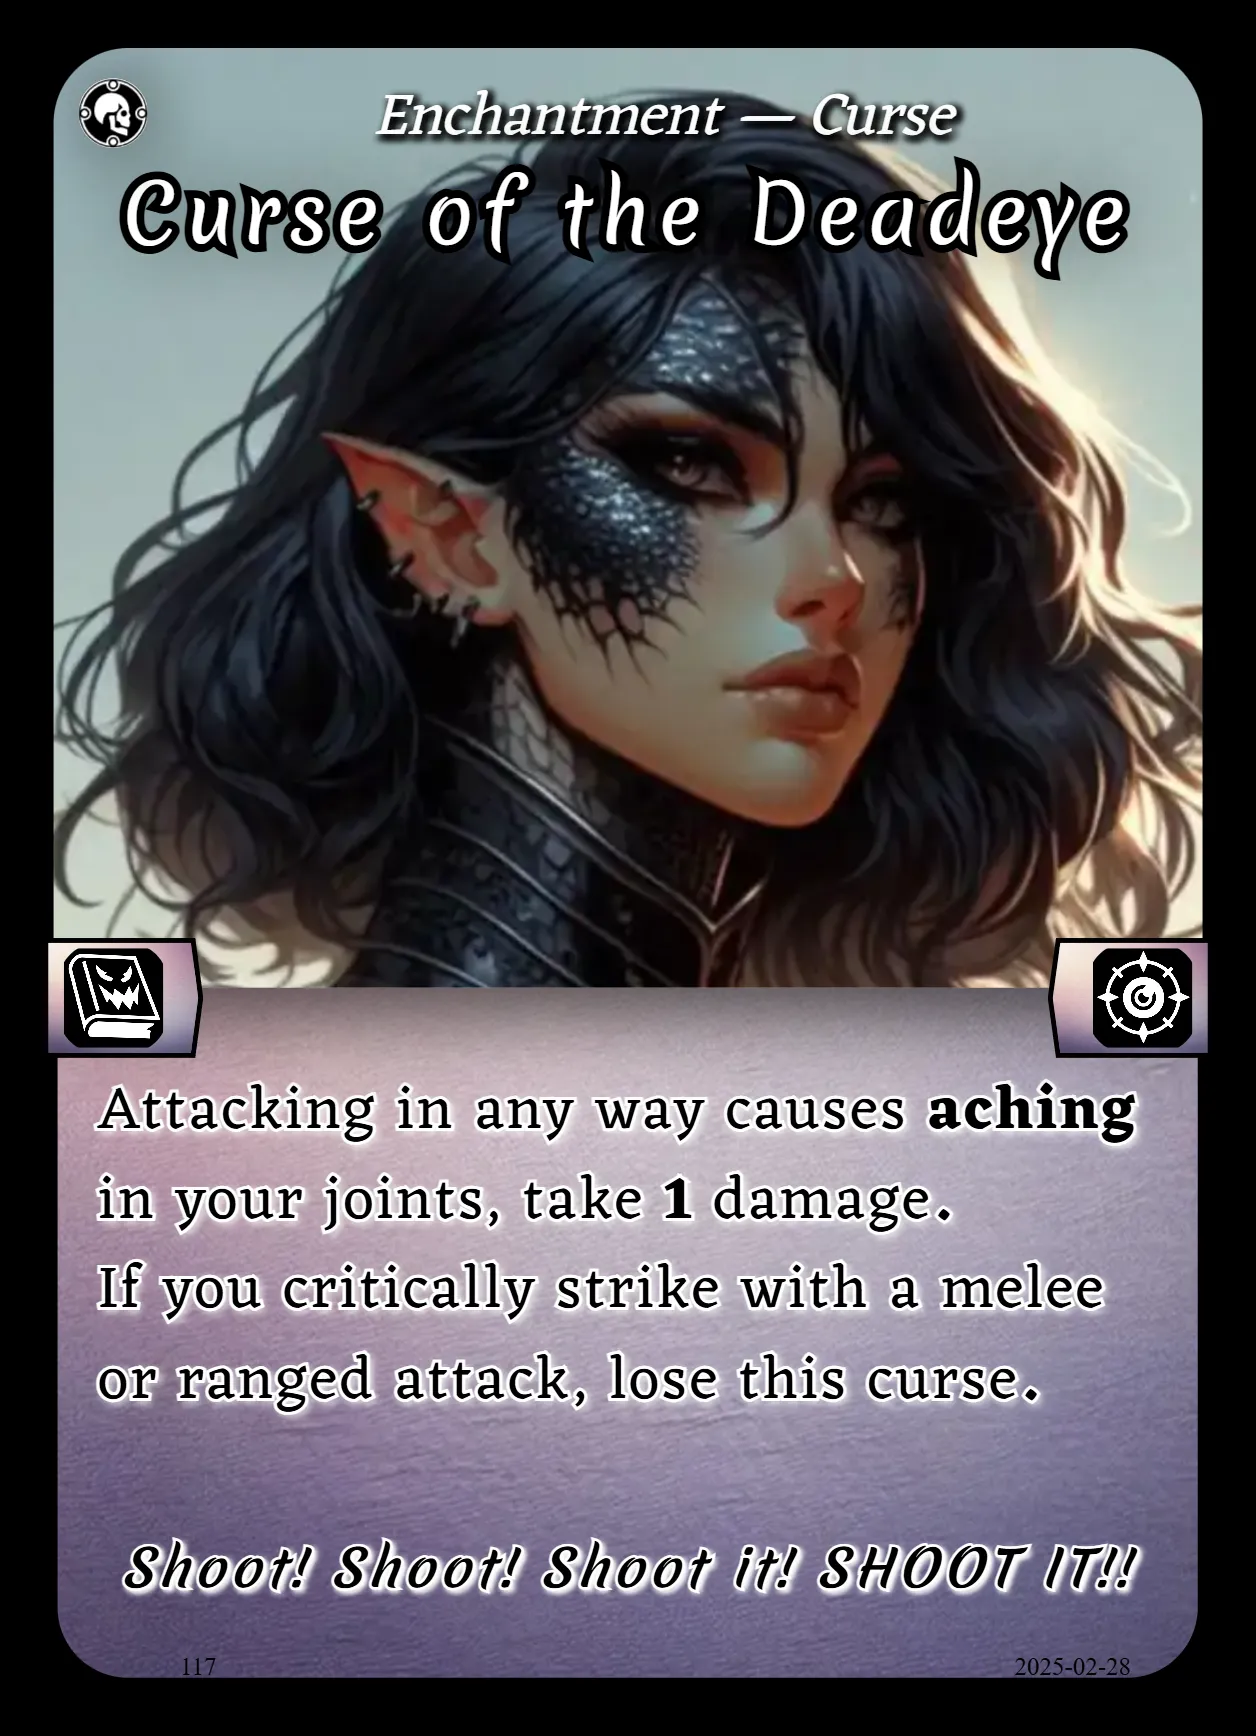 Enchantment — Curse
Curse of the Deadeye
Attacking in any way causes aching
in your joints, take 1 damage.
If you critically strike with a melee
or ranged attack, lose this curse.
Shoot! Shoot! Shoot it! SHOOT IT!!
117
2025-02-28